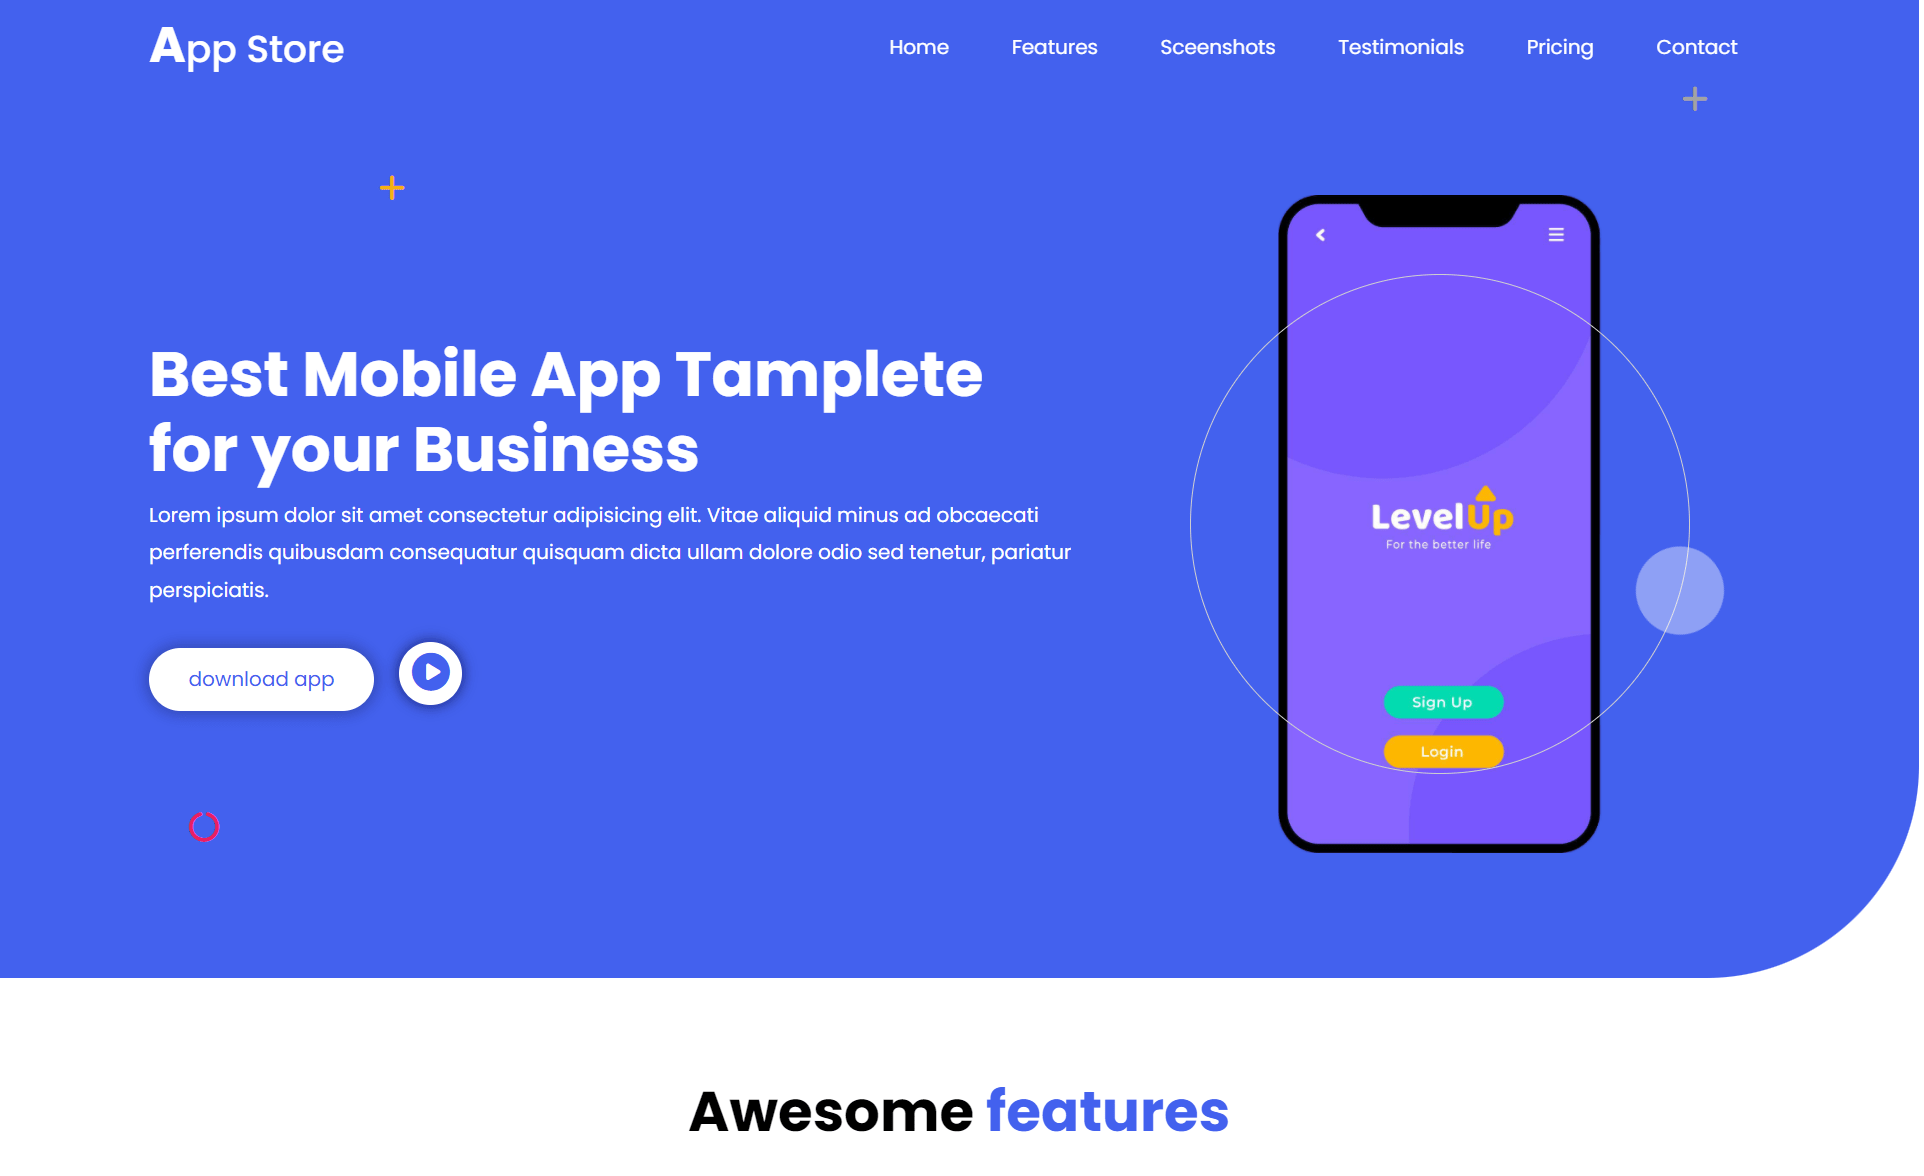 App Store
Home Features Sceenshots Testimonials Pricing Contact
Best Mobile App Tamplete
for your Business
Lorem ipsum dolor sit amet consectetur adipisicing elit. Vitae aliquid minus ad obcaecati
perferendis quibusdam consequatur quisquam dicta ullam dolore odio sed tenetur, pariatur
perspiciatis.
download app
LevelUp
For the better life
Sign Up
Login
Awesome features